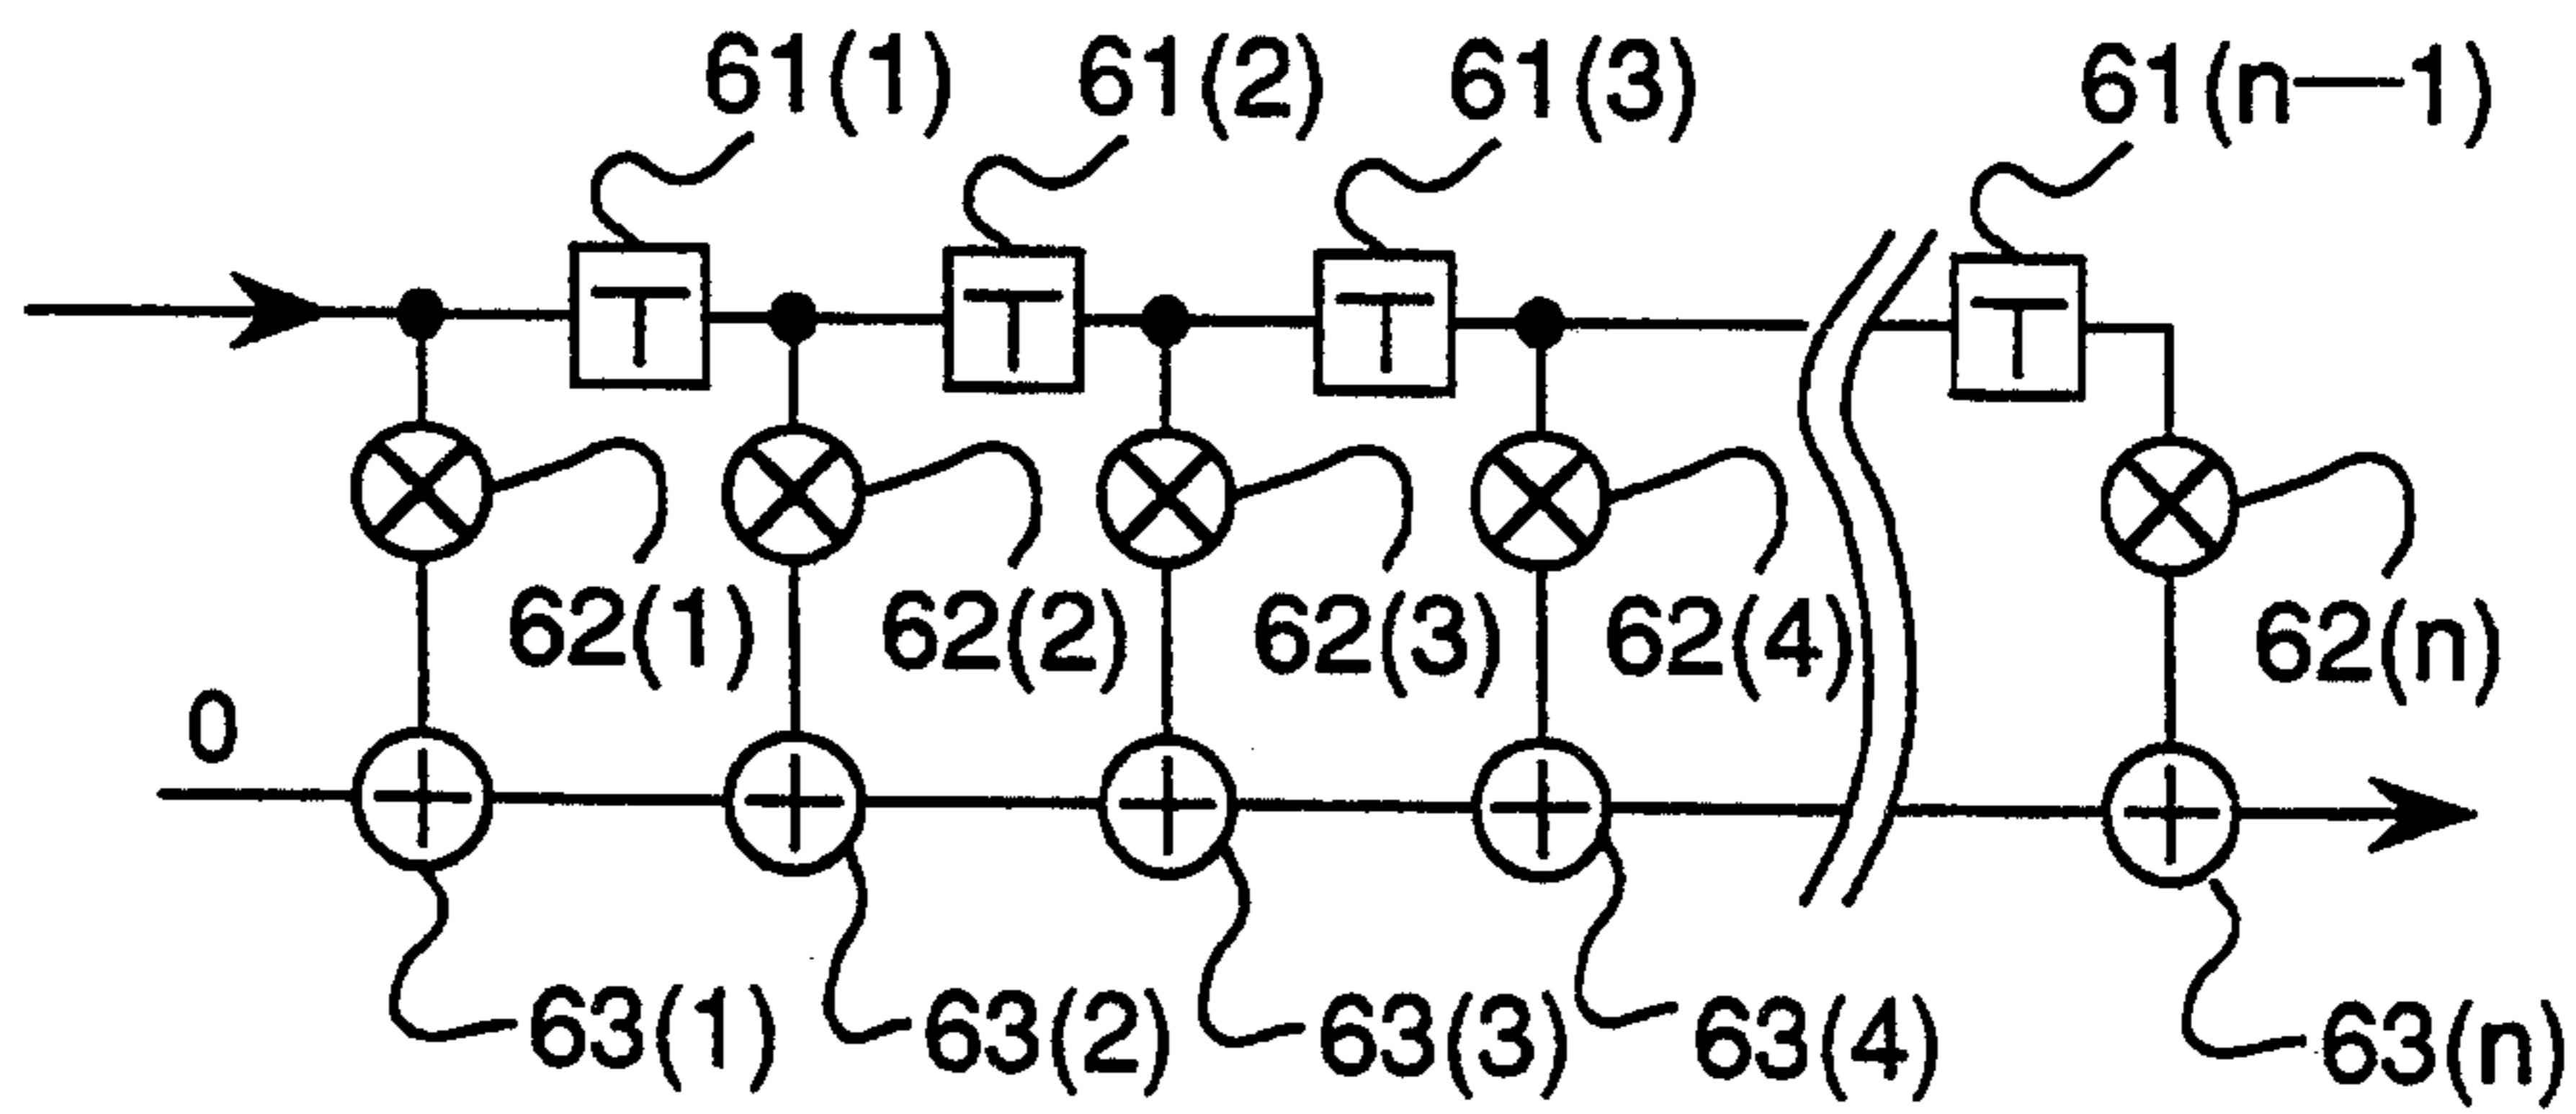 61(1) 61(2) 61(3) 61(n—1)
T T T T
62(1) 62(2) 62(3) 62(4) 62(n)
0
63(1) 63(2) 63(3) 63(4) 63(n)